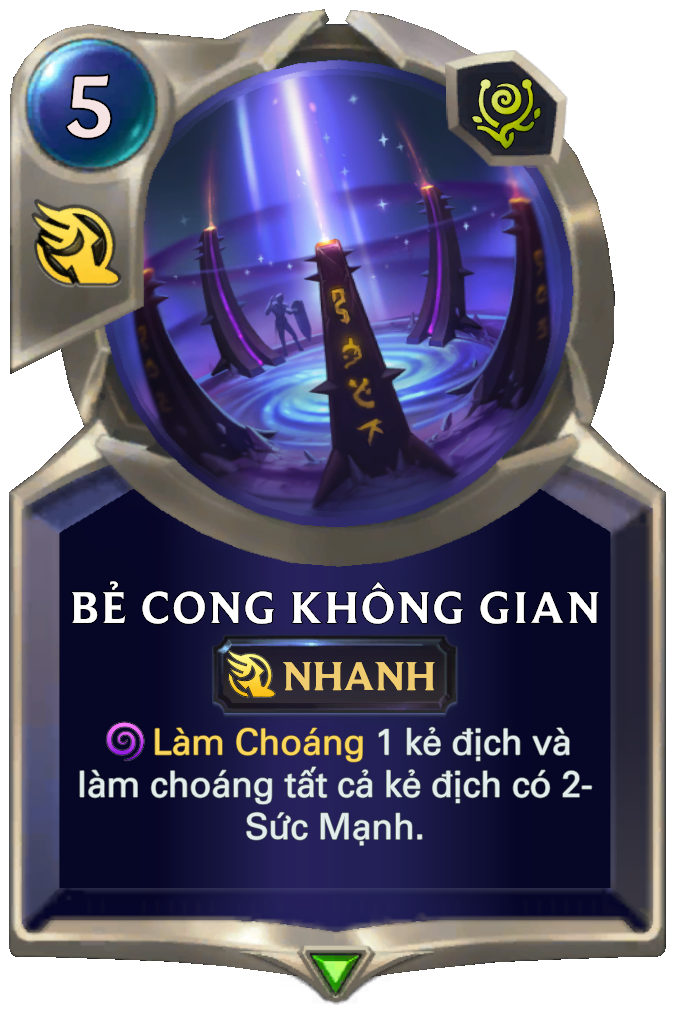 5
BẺ CONG KHÔNG GIAN
NHANH
Làm Choáng 1 kẻ địch và
làm choáng tất cả kẻ địch có 2-
Sức Mạnh.